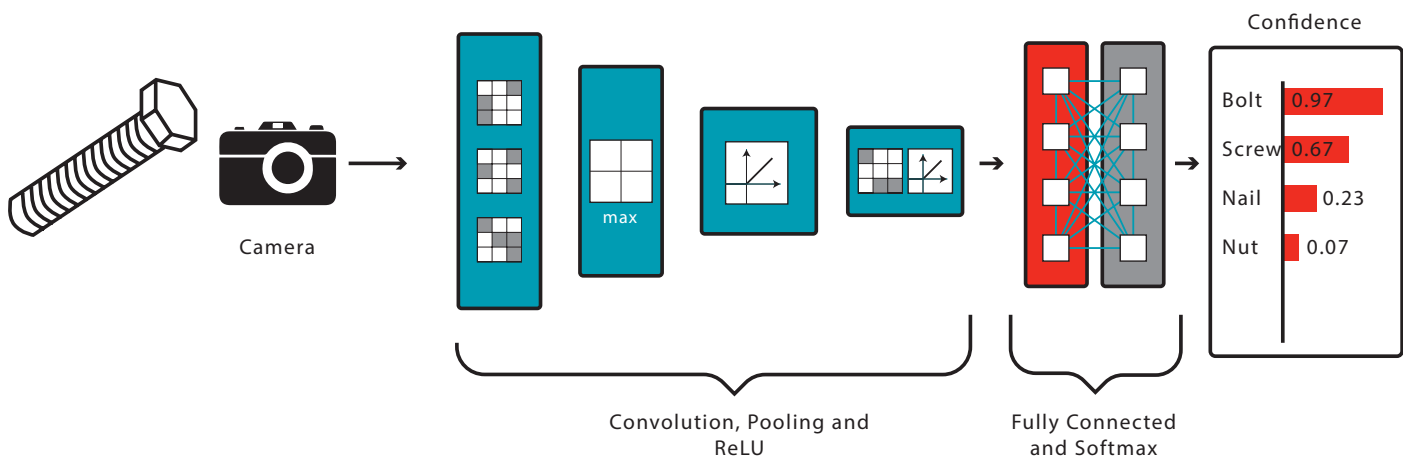 Confidence
Bolt 0.97
Screw 0.67
Nail 0.23
Nut 0.07
max
Camera
Convolution, Pooling and
ReLU
Fully Connected
and Softmax